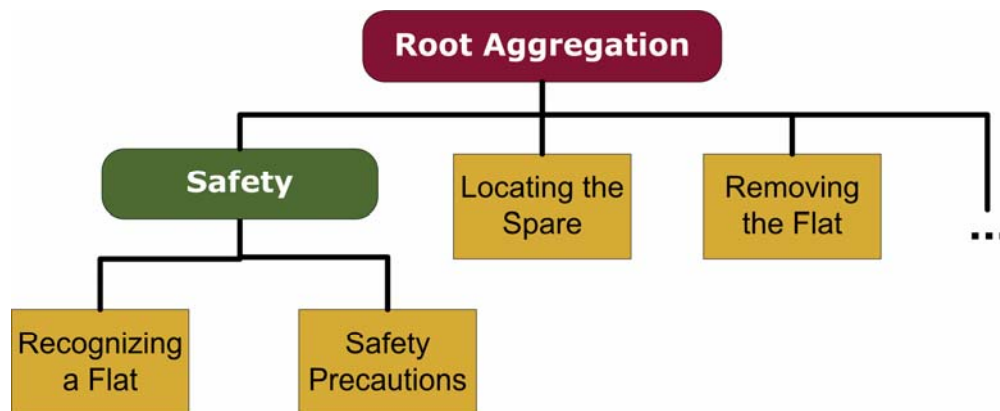 Root Aggregation
Safety
Locating the
Spare
Removing
the Flat
...
Recognizing
a Flat
Safety
Precautions